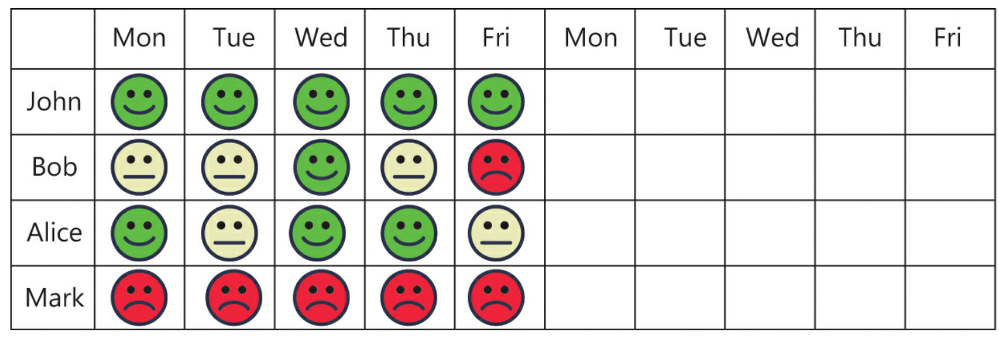 Mon Tue Wed Thu Fri Mon Tue Wed Thu Fri
John
Bob
Alice
Mark